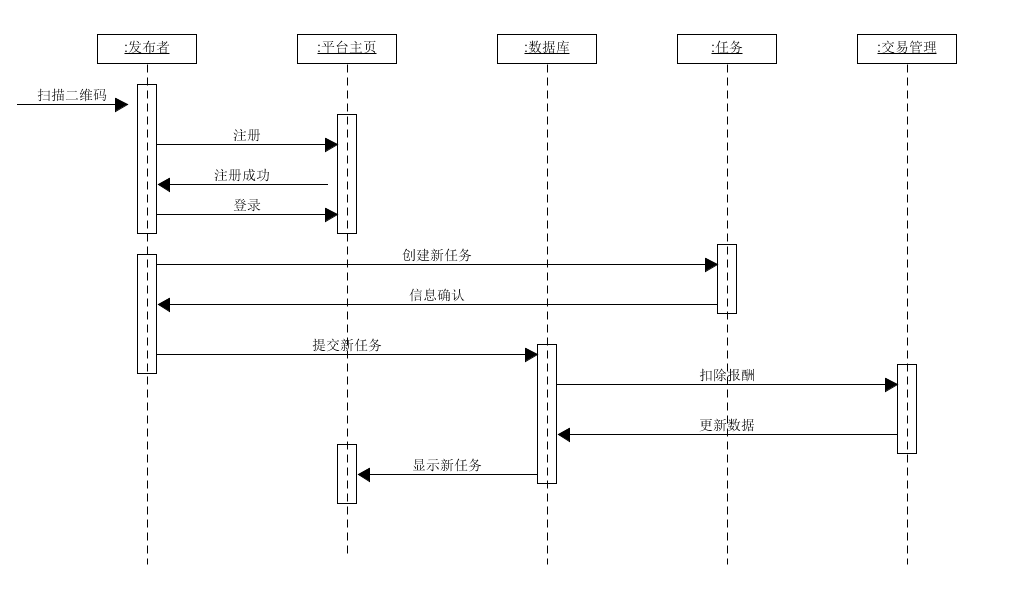 :发布者
:平台主页
:数据库
:任务
:交易管理
扫描二维码
注册
注册成功
登录
创建新任务
信息确认
提交新任务
扣除报酬
更新数据
显示新任务